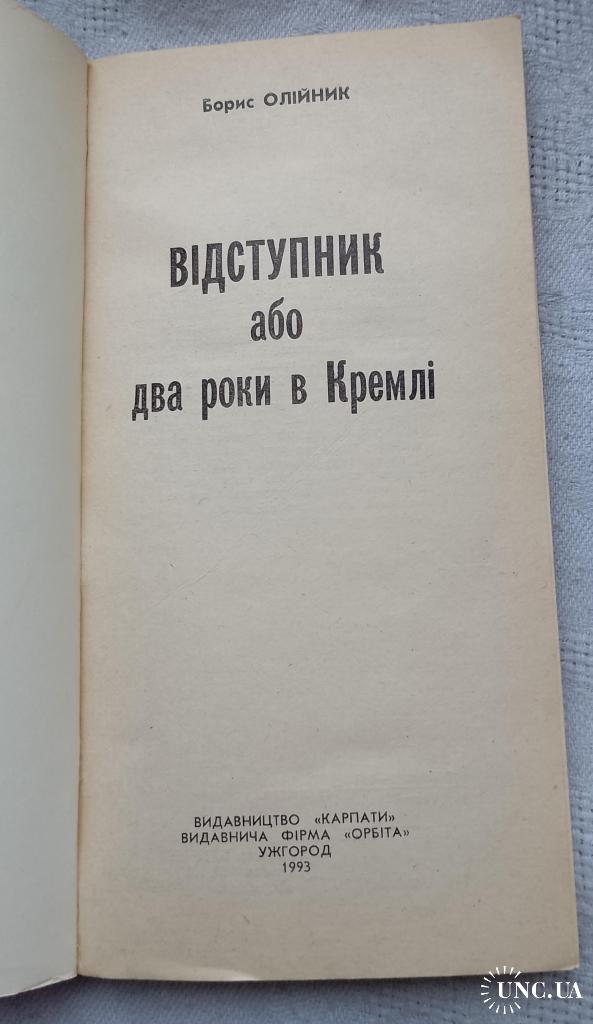 Борис ОЛІЙНИК
ВІДСТУПНИК
або
два роки в Кремлі
ВИДАВНИЦТВО «КАРПАТИ»
ВИДАВНИЧА ФІРМА «ОРБІТА»
УЖГОРОД
1993
UNC.UA